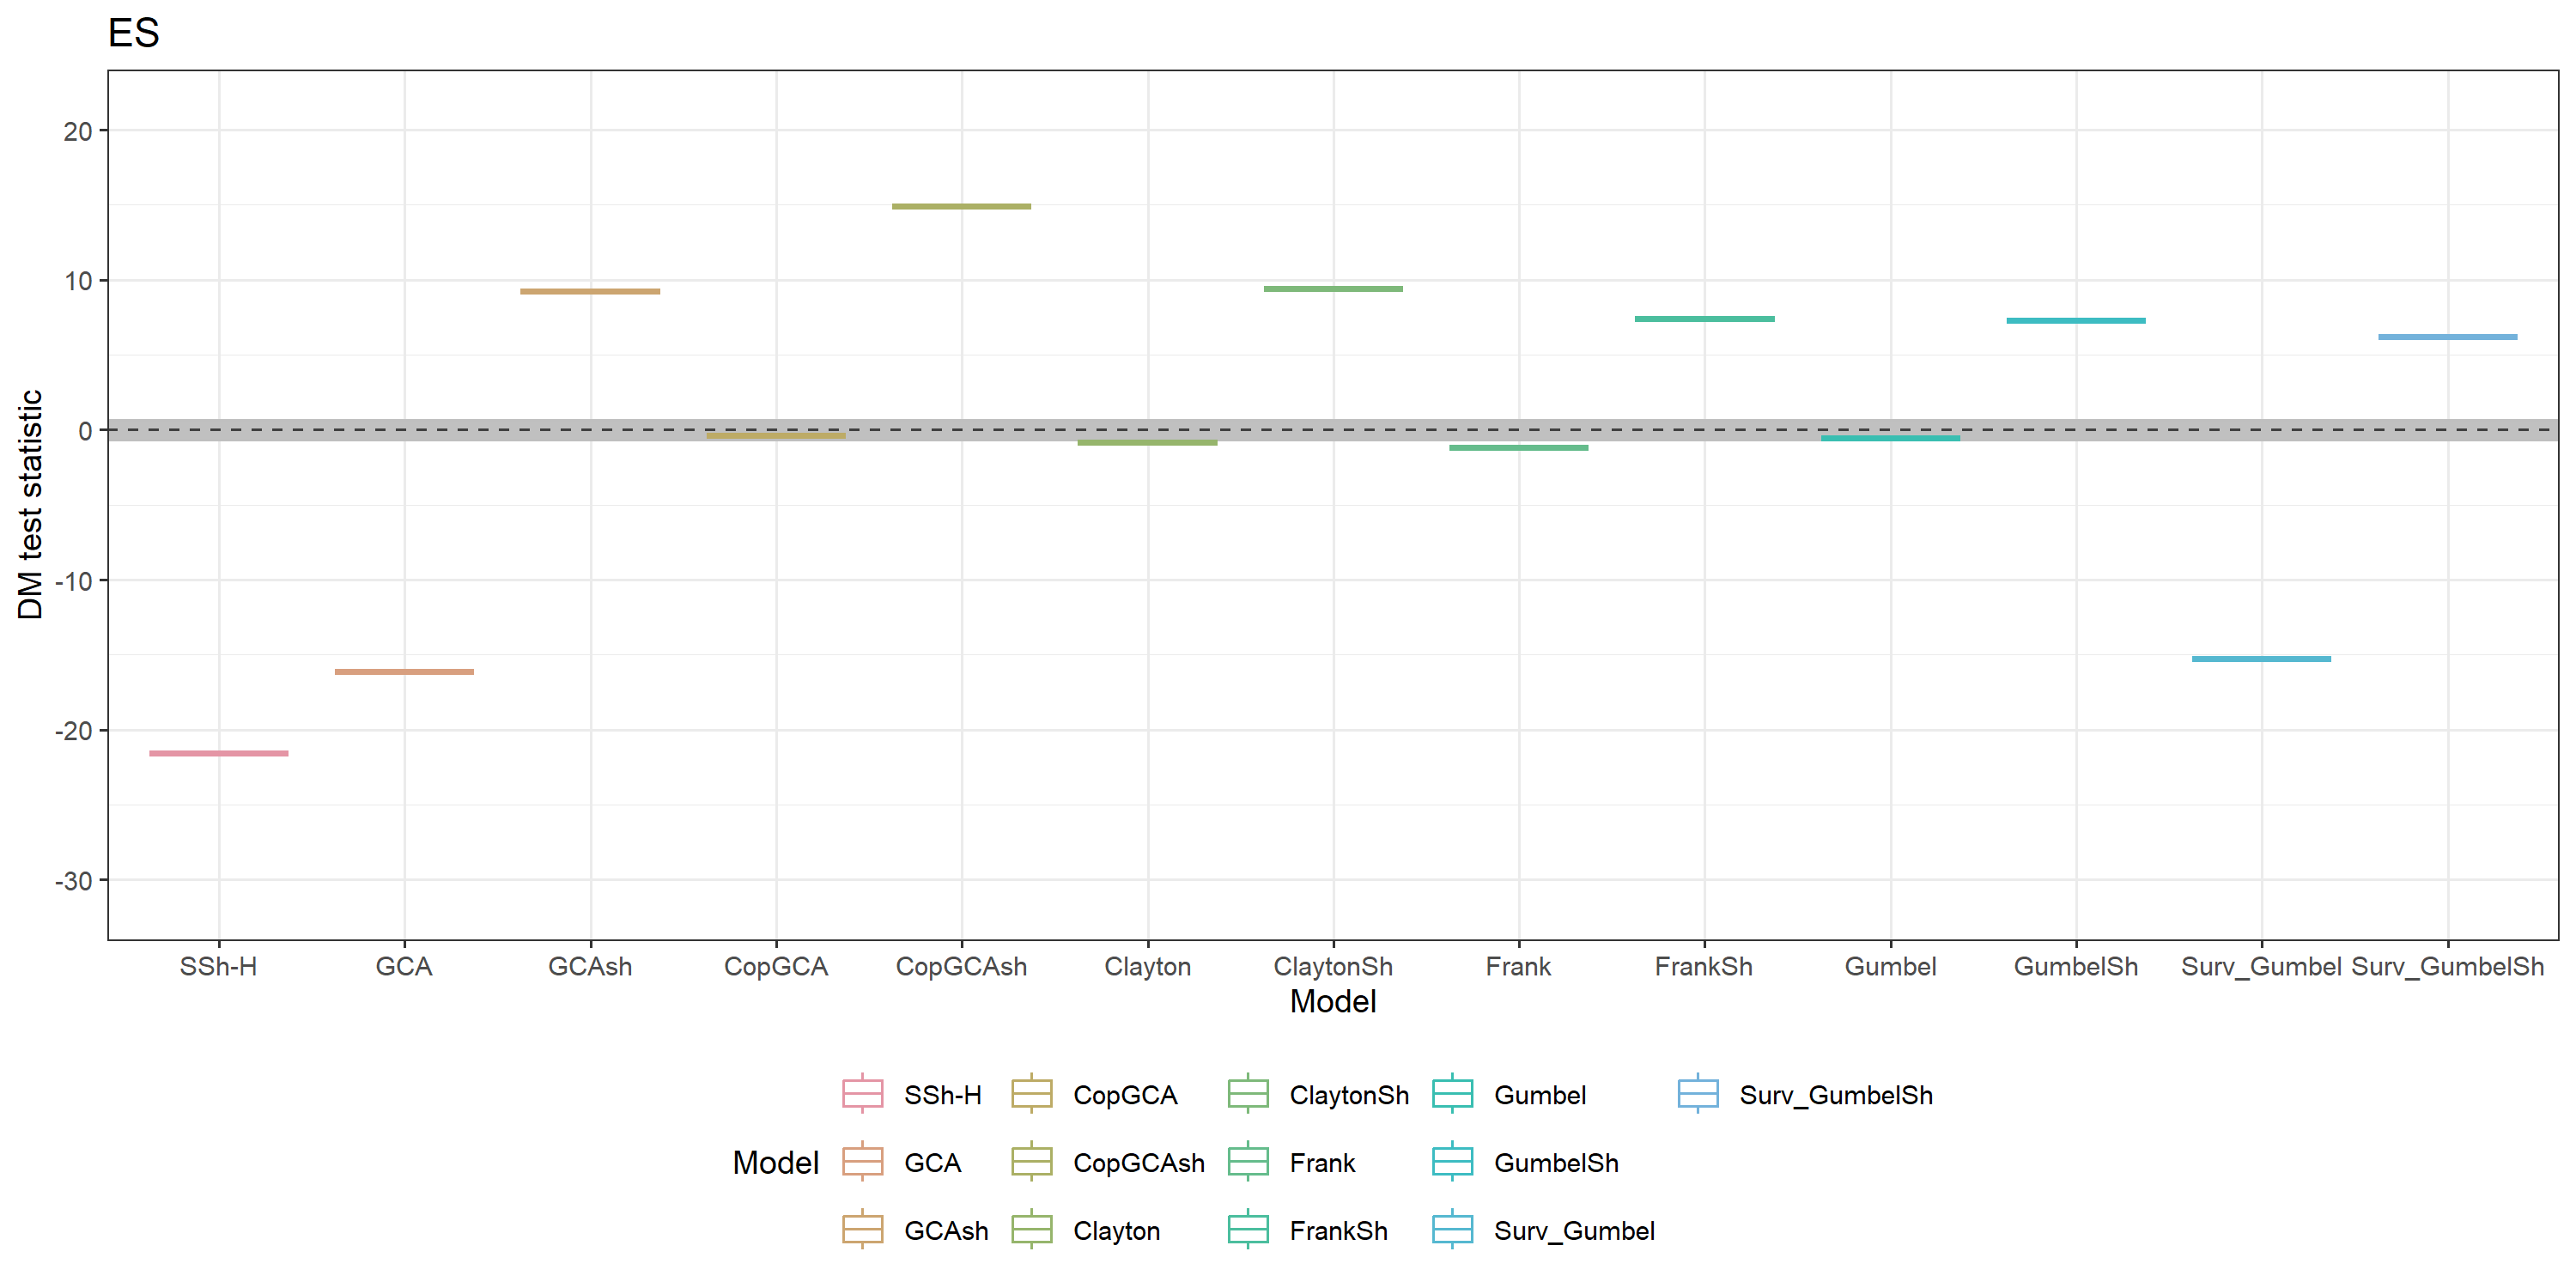 ES
DM test statistic
20
10
0
-10
-20
-30
SSh-H GCA GCAsh CopGCA CopGCAsh Clayton ClaytonSh Frank FrankSh Gumbel GumbelSh Surv_Gumbel Surv_GumbelSh
Model
SSh-H CopGCA ClaytonSh Gumbel Surv_GumbelSh
Model GCA CopGCAsh Frank GumbelSh
GCAsh Clayton FrankSh Surv_Gumbel